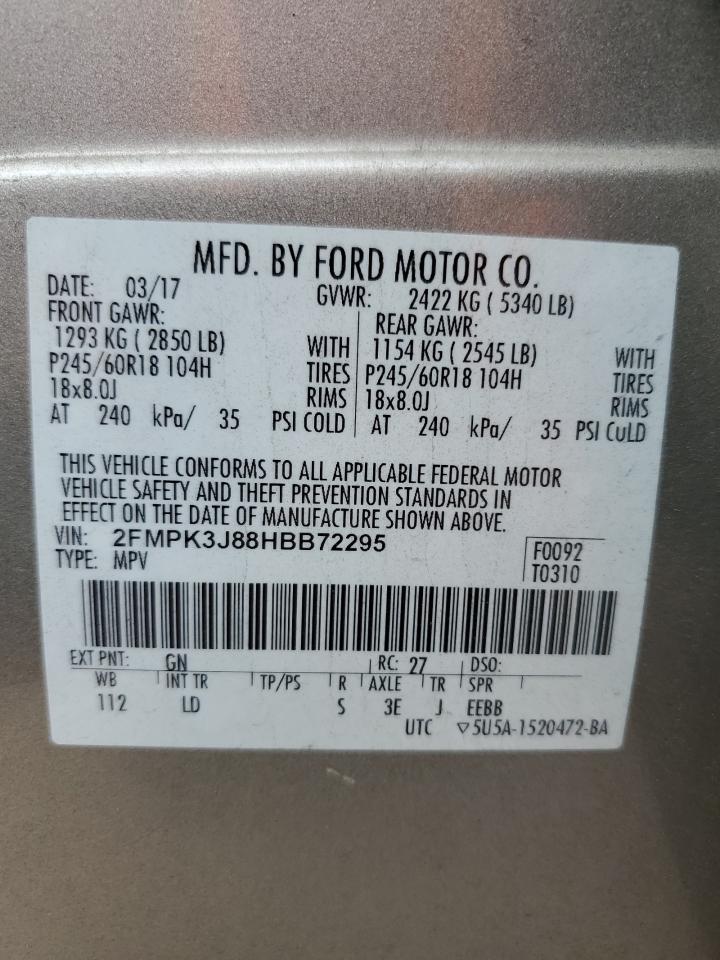 MFD. BY FORD MOTOR CO.
DATE: 03/17 GVWR: 2422 KG ( 5340 LB)
FRONT GAWR: REAR GAWR:
1293 KG ( 2850 LB) WITH 1154 KG ( 2545 LB) WITH
P245/60R18 104H TIRES P245/60R18 104H TIRES
18x8.0J RIMS 18x8.0J RIMS
AT 240 kPa/ 35 PSI COLD AT 240 kPa/ 35 PSI CuLD
THIS VEHICLE CONFORMS TO ALL APPLICABLE FEDERAL MOTOR
VEHICLE SAFETY AND THEFT PREVENTION STANDARDS IN
EFFECT ON THE DATE OF MANUFACTURE SHOWN ABOVE.
VIN: 2FMPK3J88HBB72295 F0092
TYPE: MPV T0310
EXT PNT: GN RC: 27 DSO:
WB INT TR TP/PS R AXLE TR SPR
112 LD S 3E J EEBB
UTC ▽5U5A-1520472-BA